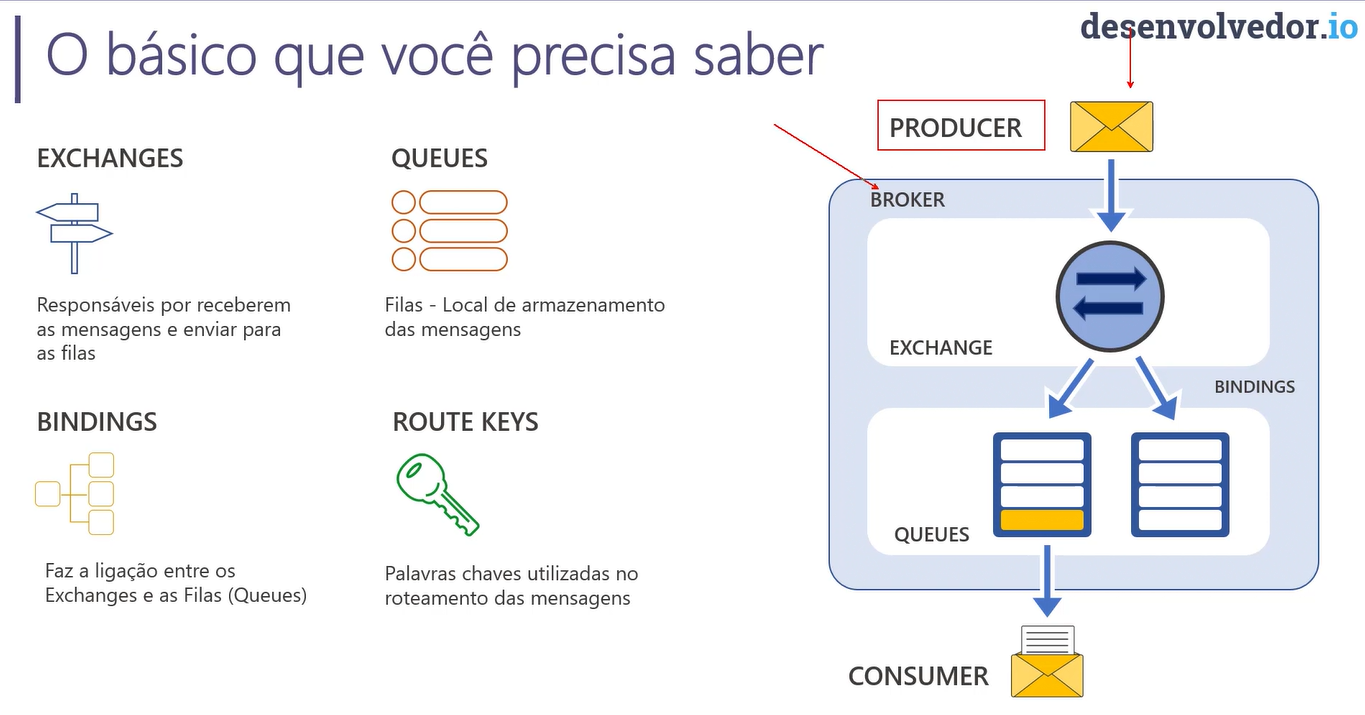 desenvolvedor.io
O básico que você precisa saber
EXCHANGES
Responsáveis por receberem
as mensagens e enviar para
as filas
QUEUES
Filas - Local de armazenamento
das mensagens
BINDINGS
Faz a ligação entre os
Exchanges e as Filas (Queues)
ROUTE KEYS
Palavras chaves utilizadas no
roteamento das mensagens
PRODUCER
BROKER
EXCHANGE
BINDINGS
QUEUES
CONSUMER